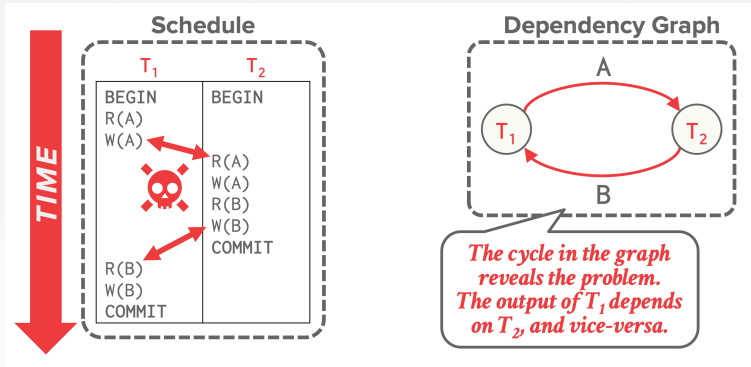 Schedule
T₁ T₂
BEGIN BEGIN
R(A)
W(A)
R(A)
W(A)
R(B)
W(B)
COMMIT
R(B)
W(B)
COMMIT
TIME
Dependency Graph
A
T₁ T₂
B
The cycle in the graph
reveals the problem.
The output of T₁ depends
on T₂, and vice-versa.